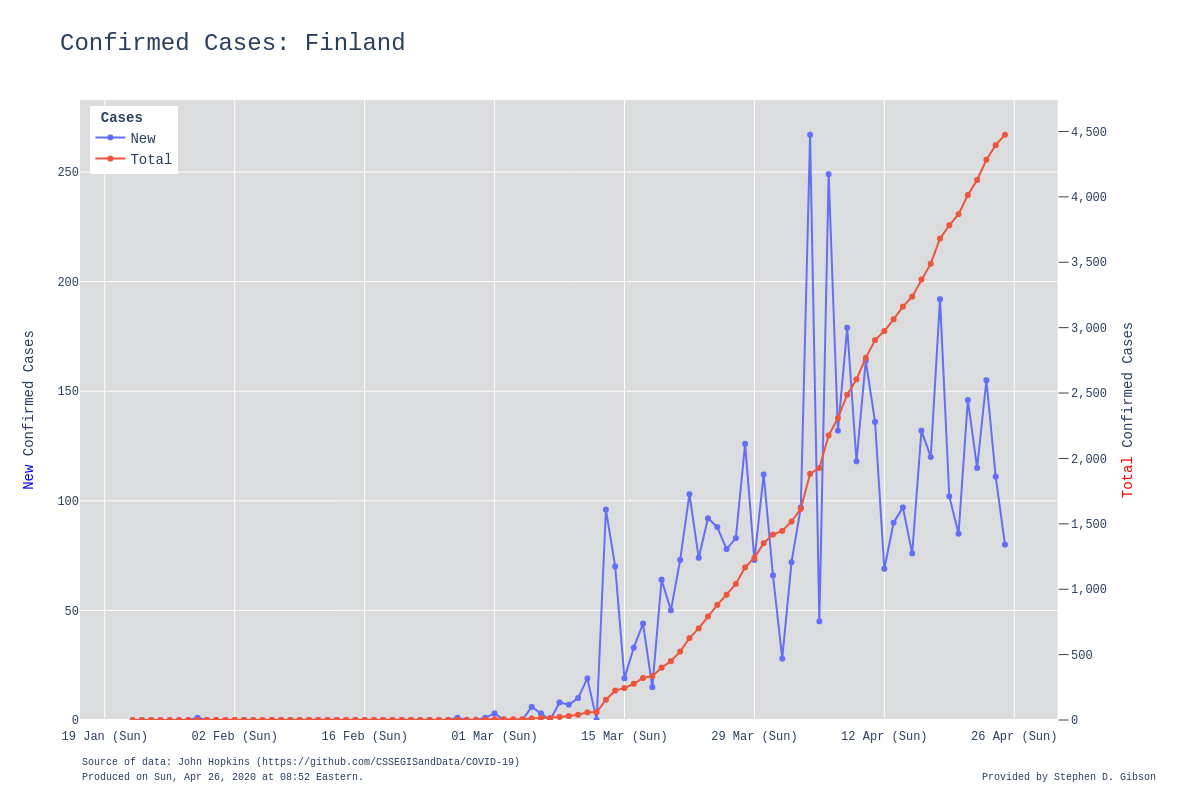 Confirmed Cases: Finland
Cases
New
Total
250
200
150
100
50
0
New Confirmed Cases
4,500
4,000
3,500
3,000
2,500
2,000
1,500
1,000
500
0
Total Confirmed Cases
19 Jan (Sun) 02 Feb (Sun) 16 Feb (Sun) 01 Mar (Sun) 15 Mar (Sun) 29 Mar (Sun) 12 Apr (Sun) 26 Apr (Sun)
Source of data: John Hopkins (https://github.com/CSSEGISandData/COVID-19)
Produced on Sun, Apr 26, 2020 at 08:52 Eastern.
Provided by Stephen D. Gibson